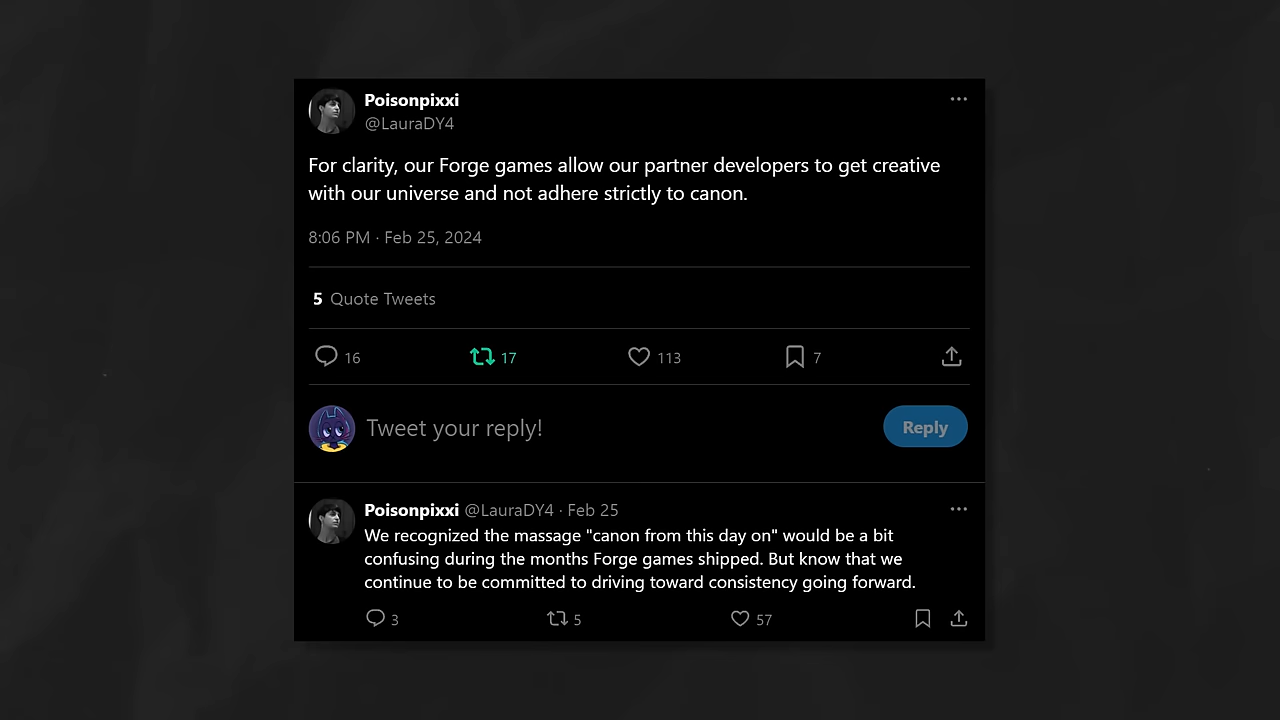 Poisonpixxi
@LauraDY4
For clarity, our Forge games allow our partner developers to get creative
with our universe and not adhere strictly to canon.
8:06 PM · Feb 25, 2024
5 Quote Tweets
16 17 113 7
Tweet your reply!
Reply
Poisonpixxi @LauraDY4 · Feb 25
We recognized the massage "canon from this day on" would be a bit
confusing during the months Forge games shipped. But know that we
continue to be committed to driving toward consistency going forward.
3 5 57